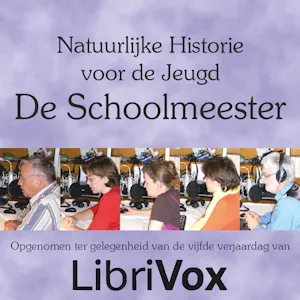 Natuurlijke Historie
voor de Jeugd
De Schoolmeester
Opgenomen ter gelegenheid van de vijfde verjaardag van
LibriVox